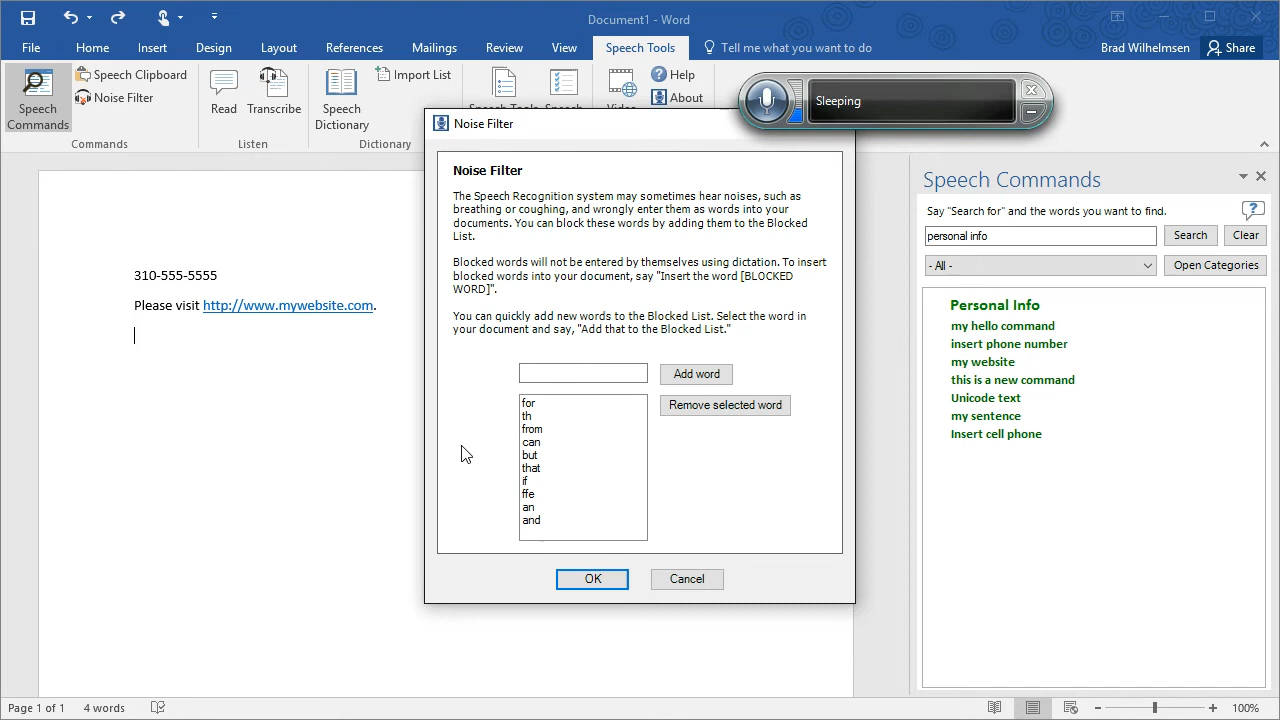 Document1 - Word
File
Home
Insert
Design
Layout
References
Mailings
Review
View
Speech Tools
Tell me what you want to do
Brad Wilhelmsen
Share
Speech Commands
Speech Clipboard
Noise Filter
Commands
Read
Transcribe
Listen
Speech Dictionary
Import List
Dictionary
Speech Tools
Speech
Video
Help
About
Sleeping
Noise Filter
Noise Filter
The Speech Recognition system may sometimes hear noises, such as
breathing or coughing, and wrongly enter them as words into your
documents. You can block these words by adding them to the Blocked
List.
Blocked words will not be entered by themselves using dictation. To insert
blocked words into your document, say "Insert the word [BLOCKED
WORD]".
You can quickly add new words to the Blocked List. Select the word in
your document and say, "Add that to the Blocked List."
Add word
Remove selected word
for
th
from
can
but
that
if
ffe
an
and
OK
Cancel
310-555-5555
Please visit http://www.mywebsite.com.
Speech Commands
Say "Search for" and the words you want to find.
personal info
Search
Clear
- All -
Open Categories
Personal Info
my hello command
insert phone number
my website
this is a new command
Unicode text
my sentence
Insert cell phone
Page 1 of 1
4 words
100%